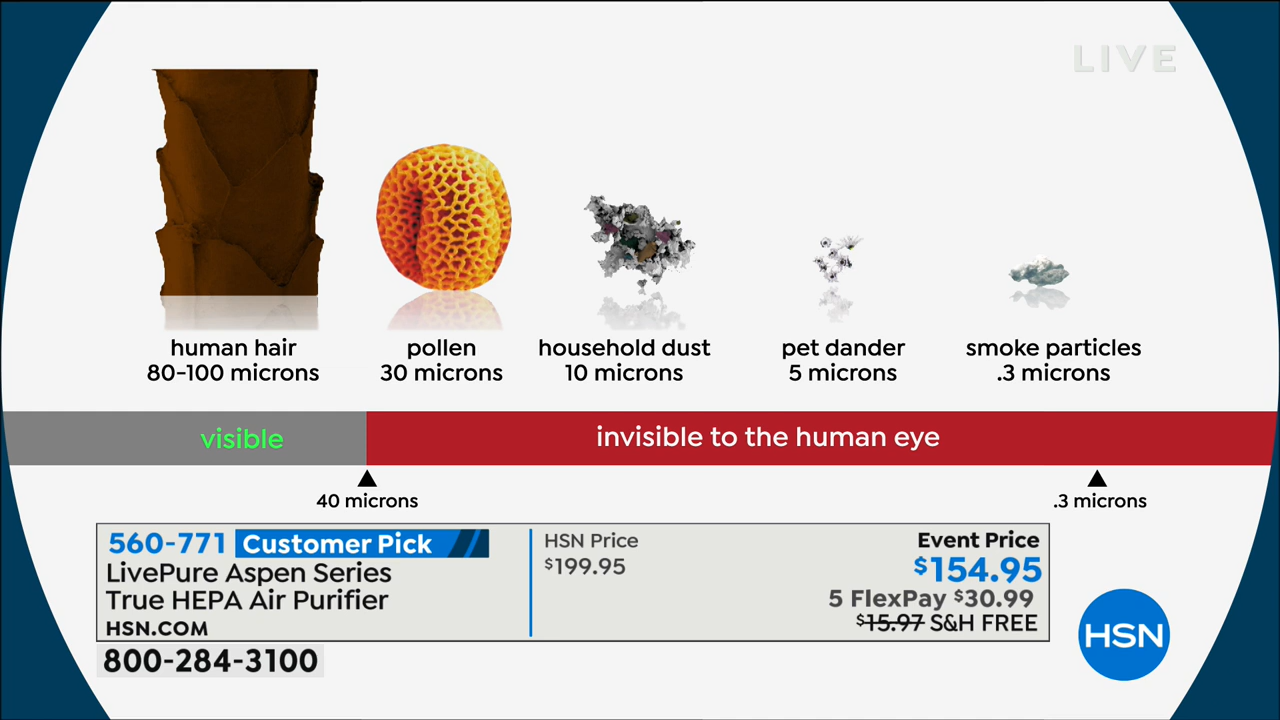 LIVE
human hair
80-100 microns
pollen
30 microns
household dust
10 microns
pet dander
5 microns
smoke particles
.3 microns
visible
invisible to the human eye
40 microns
.3 microns
560-771 Customer Pick
LivePure Aspen Series
True HEPA Air Purifier
HSN.COM
800-284-3100
HSN Price
$199.95
Event Price
$154.95
5 FlexPay $30.99
$15.97 S&H FREE
HSN